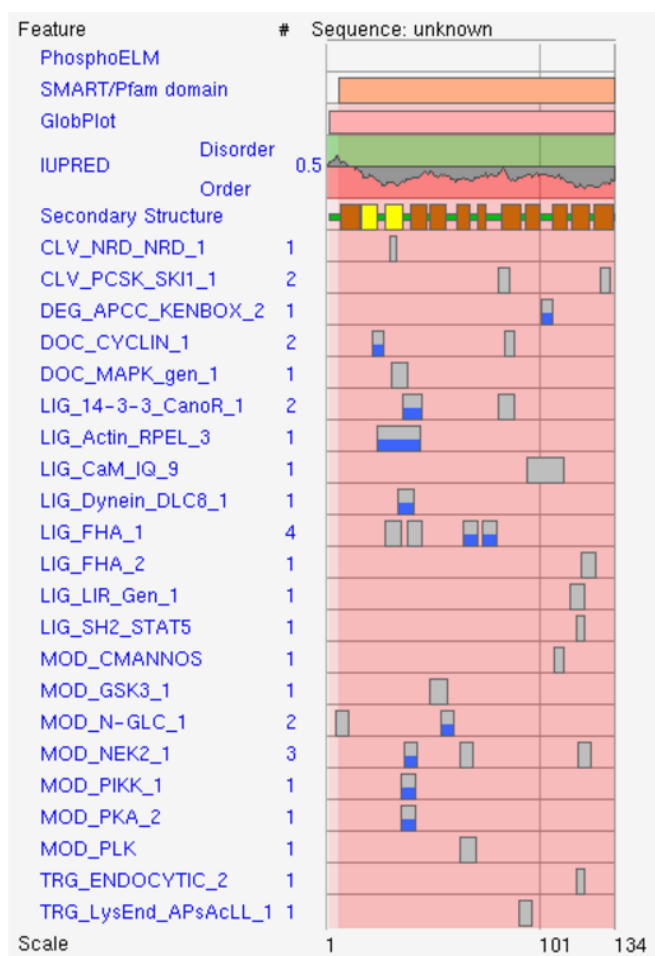 Feature # Sequence: unknown
PhosphoELM
SMART/Pfam domain
GlobPlot
Disorder
IUPRED 0.5
Order
Secondary Structure
CLV_NRD_NRD_1 1
CLV_PCSK_SKI1_1 2
DEG_APCC_KENBOX_2 1
DOC_CYCLIN_1 2
DOC_MAPK_gen_1 1
LIG_14-3-3_CanoR_1 2
LIG_Actin_RPEL_3 1
LIG_CaM_IQ_9 1
LIG_Dynein_DLC8_1 1
LIG_FHA_1 4
LIG_FHA_2 1
LIG_LIR_Gen_1 1
LIG_SH2_STAT5 1
MOD_CMANNOS 1
MOD_GSK3_1 1
MOD_N-GLC_1 2
MOD_NEK2_1 3
MOD_PIKK_1 1
MOD_PKA_2 1
MOD_PLK 1
TRG_ENDOCYTIC_2 1
TRG_LysEnd_APsAcLL_1 1
Scale 1 101 134